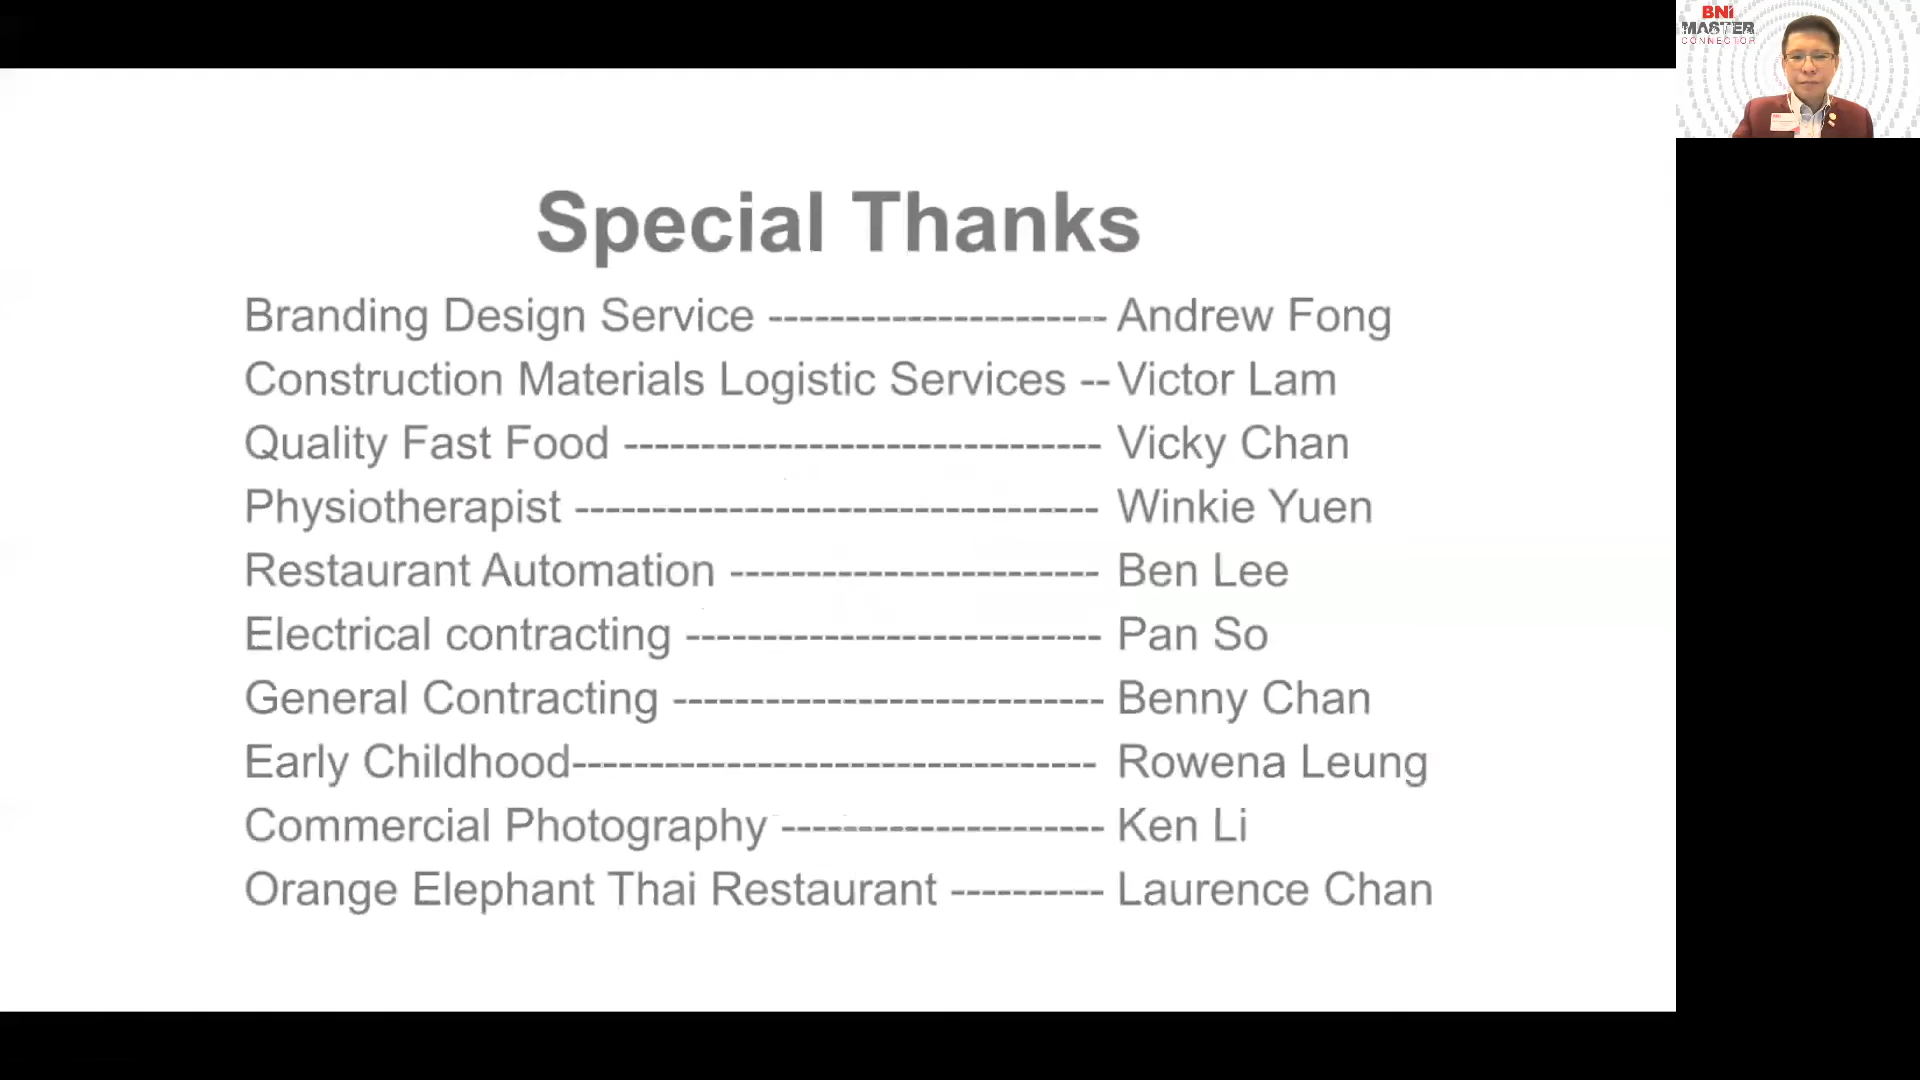 BNI
MASTER
CONNECTOR
Special Thanks
Branding Design Service ---------------------- Andrew Fong
Construction Materials Logistic Services -- Victor Lam
Quality Fast Food ------------------------------- Vicky Chan
Physiotherapist ---------------------------------- Winkie Yuen
Restaurant Automation ------------------------ Ben Lee
Electrical contracting --------------------------- Pan So
General Contracting ---------------------------- Benny Chan
Early Childhood---------------------------------- Rowena Leung
Commercial Photography --------------------- Ken Li
Orange Elephant Thai Restaurant ---------- Laurence Chan